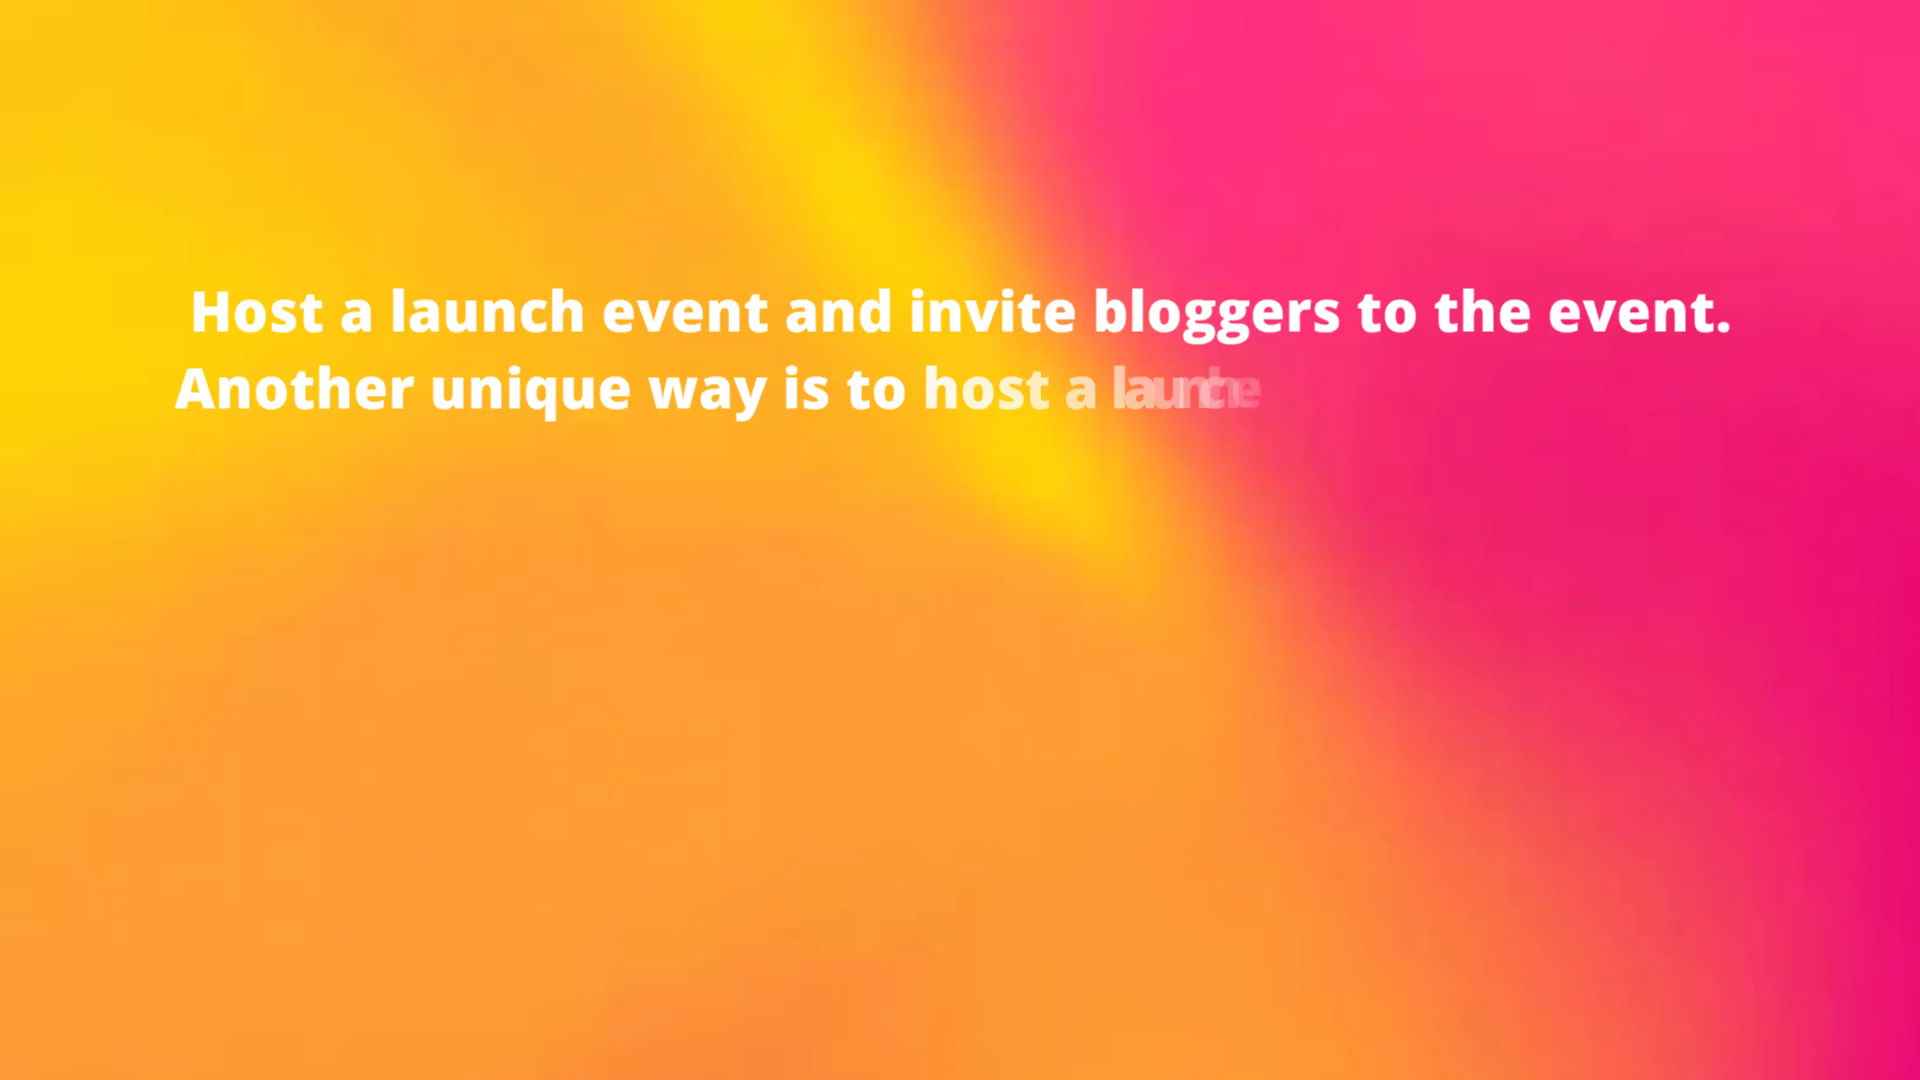 Host a launch event and invite bloggers to the event.
Another unique way is to host a